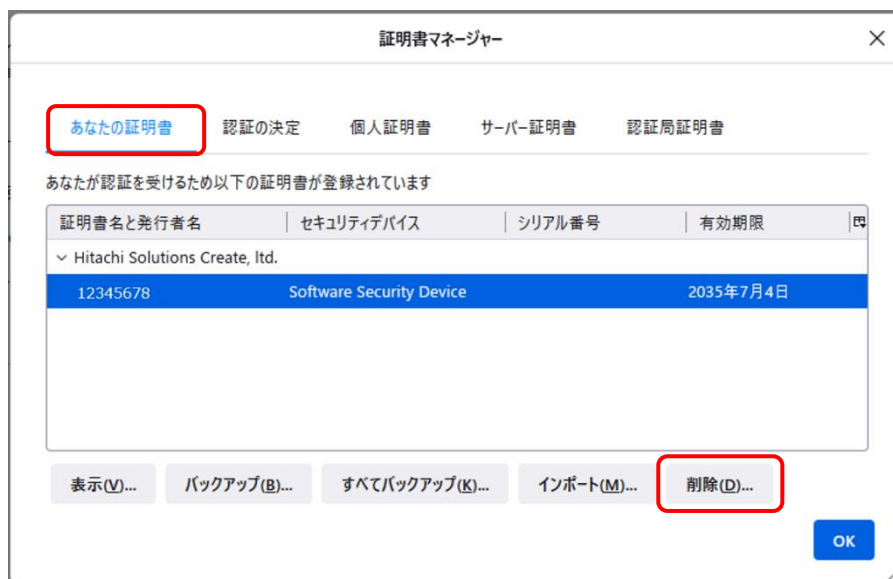 証明書マネージャー
あなたの証明書 認証の決定 個人証明書 サーバー証明書 認証局証明書
あなたが認証を受けるため以下の証明書が登録されています
証明書名と発行者名 セキュリティデバイス シリアル番号 有効期限
Hitachi Solutions Create, ltd.
12345678 Software Security Device 2035年7月4日
表示(V)... バックアップ(B)... すべてバックアップ(K)... インポート(M)... 削除(D)...
OK